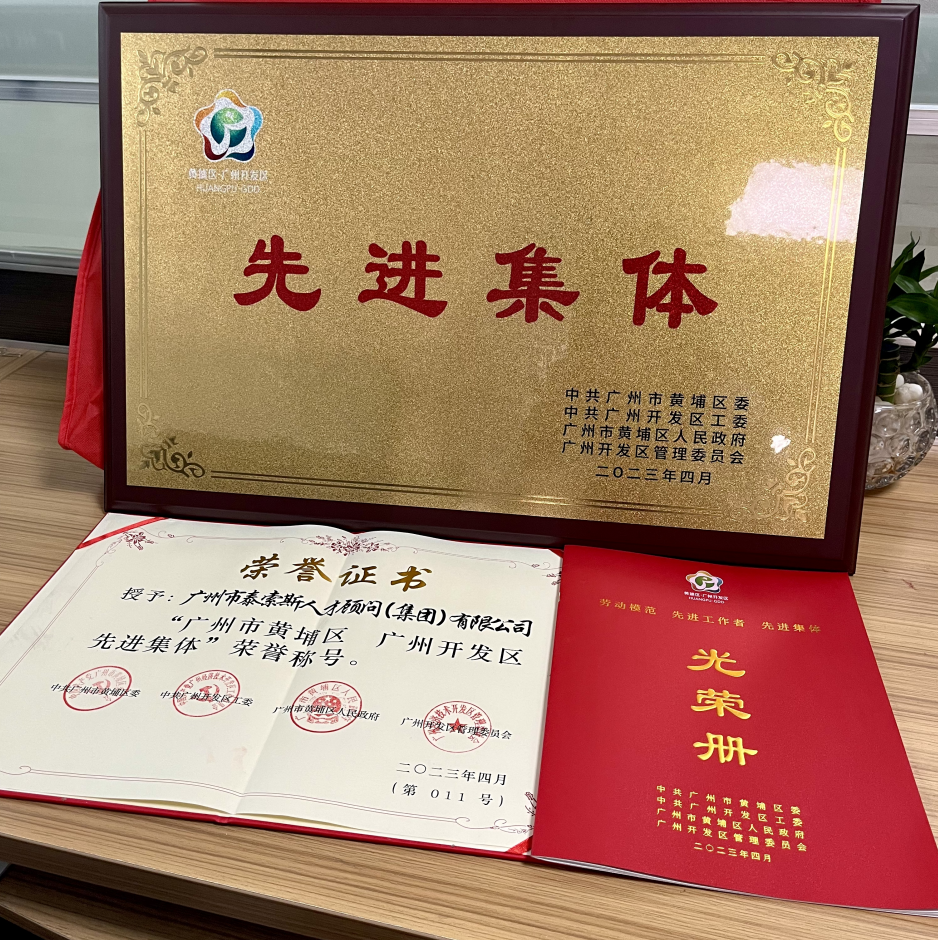 黄埔区·广州开发区
HUANGPU·GDD
先进集体
中共广州市黄埔区委
中共广州开发区工委
广州市黄埔区人民政府
广州开发区管理委员会
二〇二三年四月
荣誉证书
授予：广州市泰索斯人才顾问(集团)有限公司
“广州市黄埔区 广州开发区
先进集体”荣誉称号。
中共广州市黄埔区委
中共广州开发区工委
广州市黄埔区人民政府
广州开发区管理委员会
二〇二三年四月
(第 011 号)
黄埔区·广州开发区
HUANGPU·GDD
劳动模范 先进工作者 先进集体
光荣册
中共广州市黄埔区委
中共广州开发区工委
广州市黄埔区人民政府
广州开发区管理委员会
二〇二三年四月